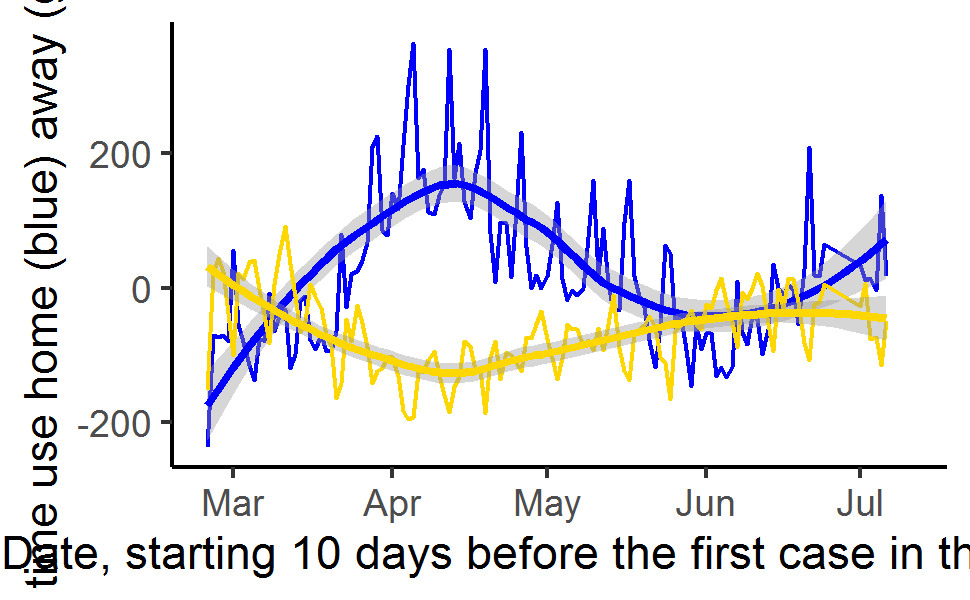 time use home (blue) away (
200
0
-200
Mar Apr May Jun Jul
Date, starting 10 days before the first case in th